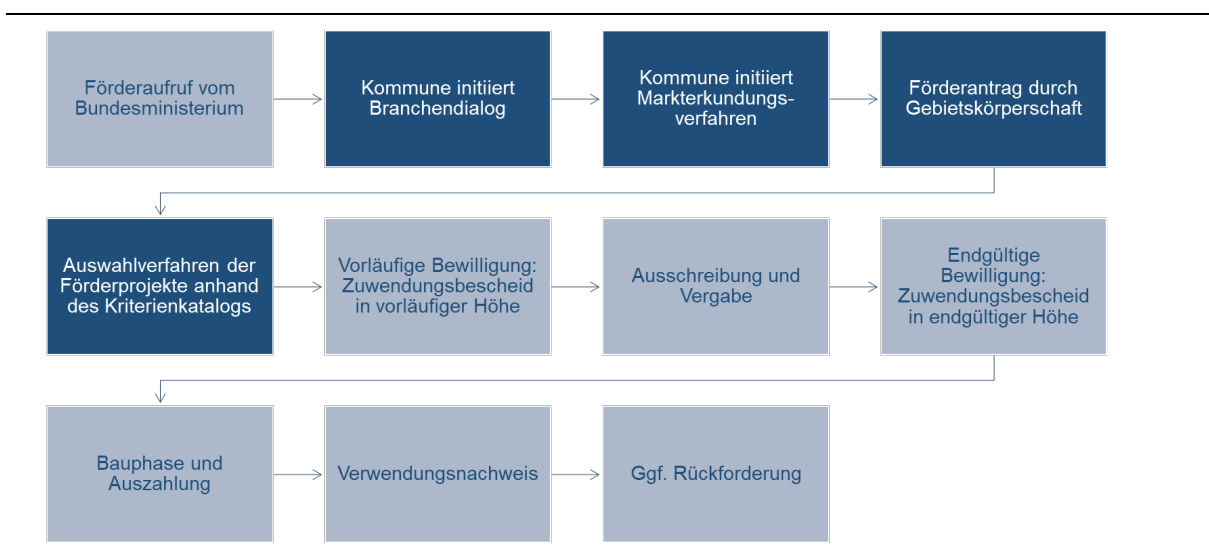 Förderaufruf vom
Bundesministerium
Kommune initiiert
Branchendialog
Kommune initiiert
Markterkundungs-
verfahren
Förderantrag durch
Gebietskörperschaft
Auswahlverfahren der
Förderprojekte anhand
des Kriterienkatalogs
Vorläufige Bewilligung:
Zuwendungsbescheid
in vorläufiger Höhe
Ausschreibung und
Vergabe
Endgültige
Bewilligung:
Zuwendungsbescheid
in endgültiger Höhe
Bauphase und
Auszahlung
Verwendungsnachweis
Ggf. Rückforderung